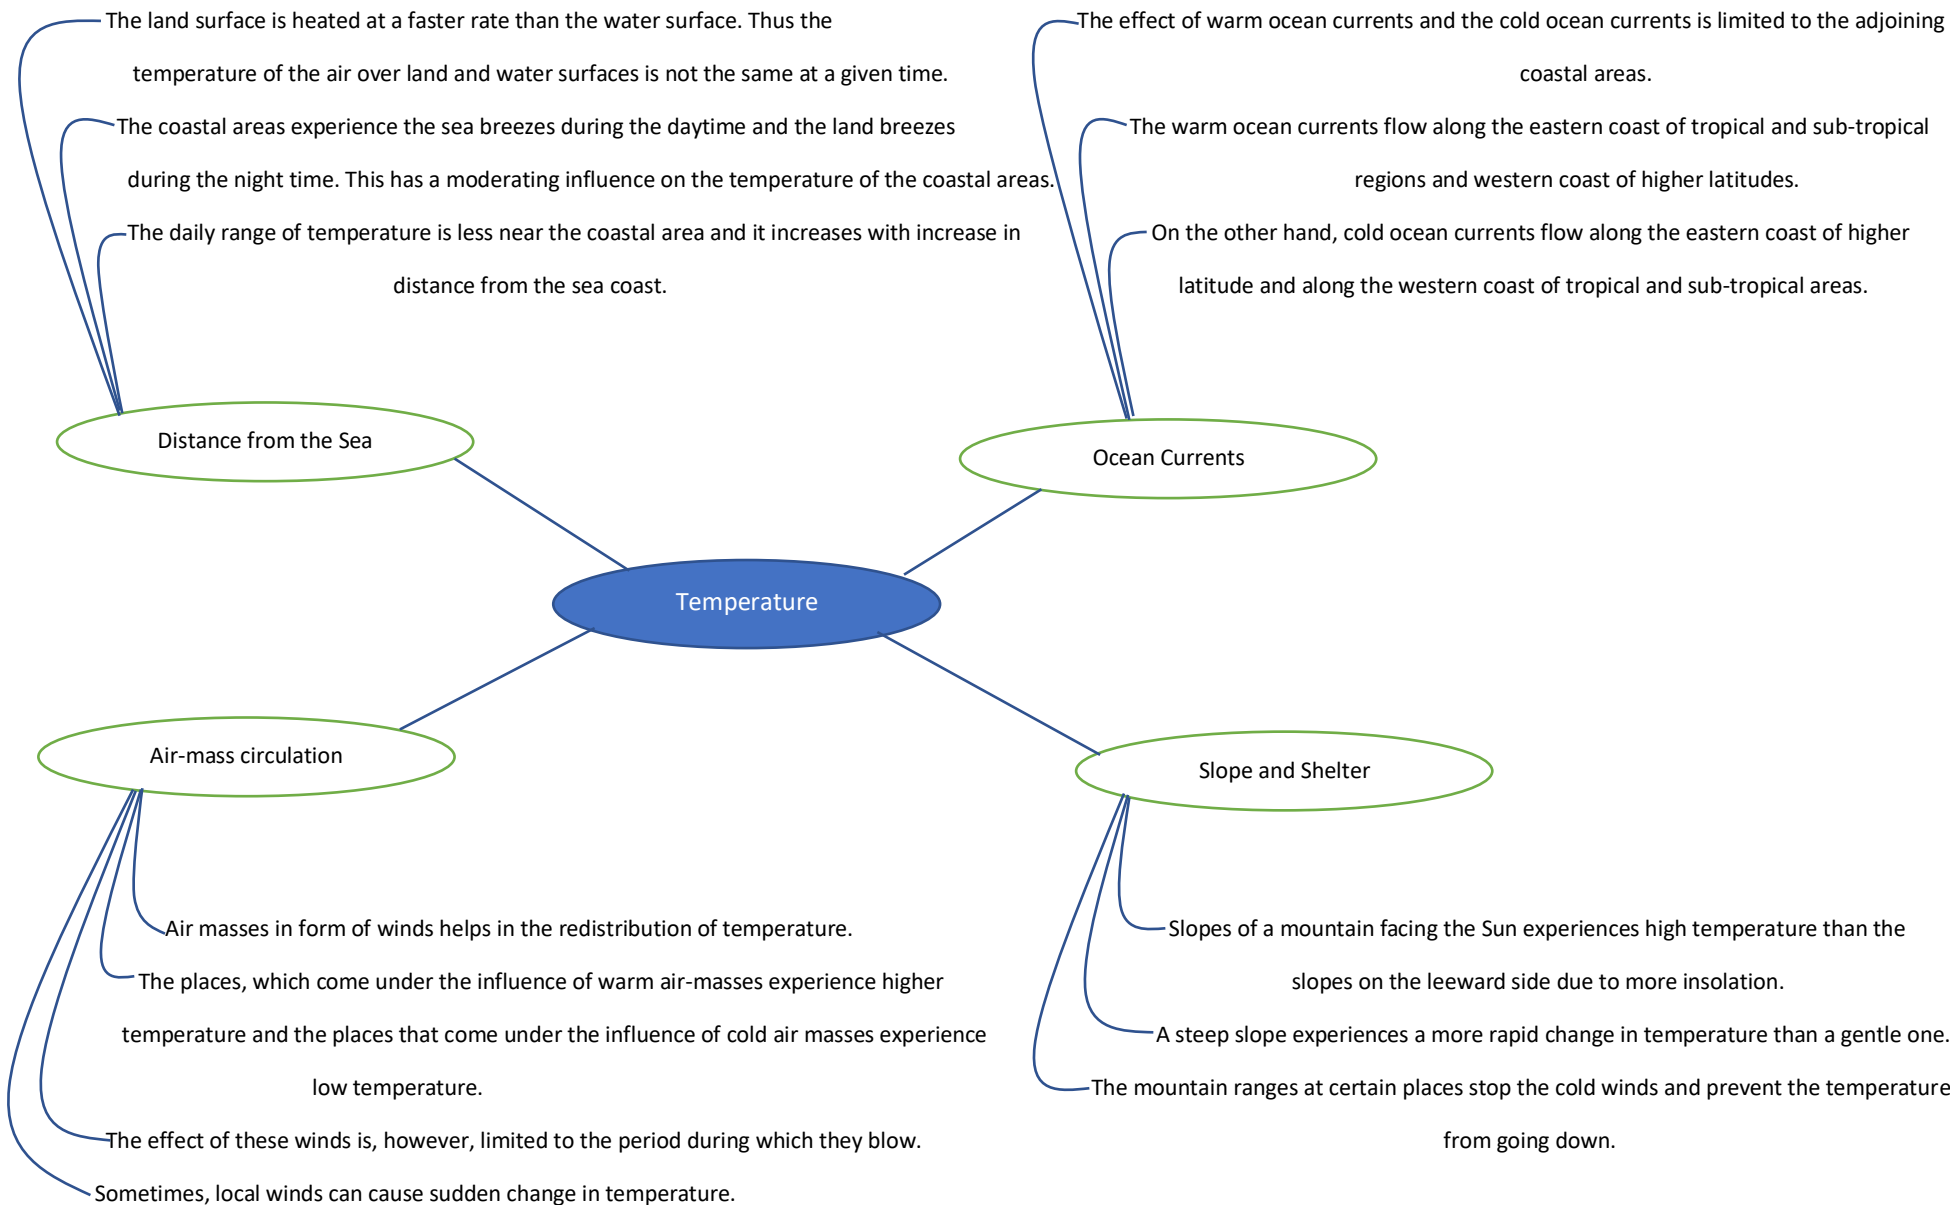 The land surface is heated at a faster rate than the water surface. Thus the
temperature of the air over land and water surfaces is not the same at a given time.
The coastal areas experience the sea breezes during the daytime and the land breezes
during the night time. This has a moderating influence on the temperature of the coastal areas.
The daily range of temperature is less near the coastal area and it increases with increase in
distance from the sea coast.
Distance from the Sea
The effect of warm ocean currents and the cold ocean currents is limited to the adjoining
coastal areas.
The warm ocean currents flow along the eastern coast of tropical and sub-tropical
regions and western coast of higher latitudes.
On the other hand, cold ocean currents flow along the eastern coast of higher
latitude and along the western coast of tropical and sub-tropical areas.
Ocean Currents
Temperature
Air-mass circulation
Air masses in form of winds helps in the redistribution of temperature.
The places, which come under the influence of warm air-masses experience higher
temperature and the places that come under the influence of cold air masses experience
low temperature.
The effect of these winds is, however, limited to the period during which they blow.
Sometimes, local winds can cause sudden change in temperature.
Slope and Shelter
Slopes of a mountain facing the Sun experiences high temperature than the
slopes on the leeward side due to more insolation.
A steep slope experiences a more rapid change in temperature than a gentle one.
The mountain ranges at certain places stop the cold winds and prevent the temperature
from going down.